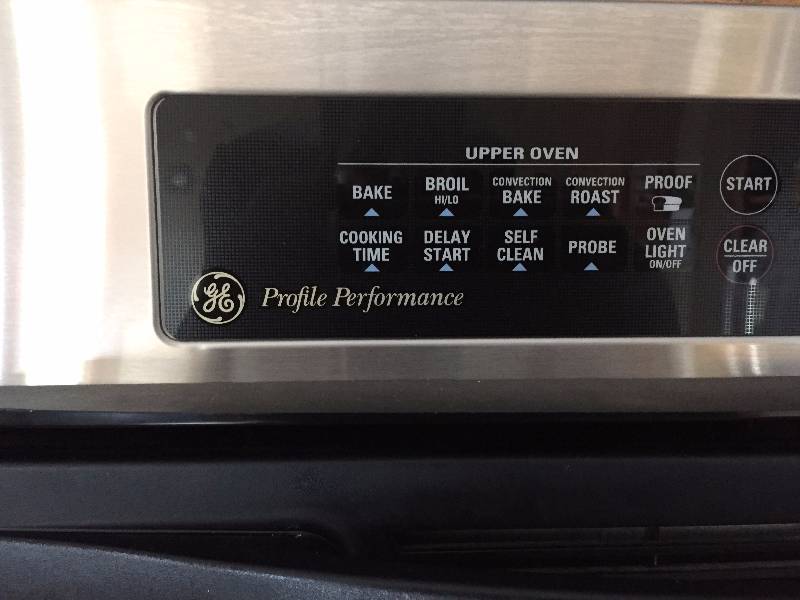 UPPER OVEN
BAKE
BROIL
HI/LO
CONVECTION
BAKE
CONVECTION
ROAST
PROOF
START
COOKING
TIME
DELAY
START
SELF
CLEAN
PROBE
OVEN
LIGHT
ON/OFF
CLEAR
OFF
GE Profile Performance